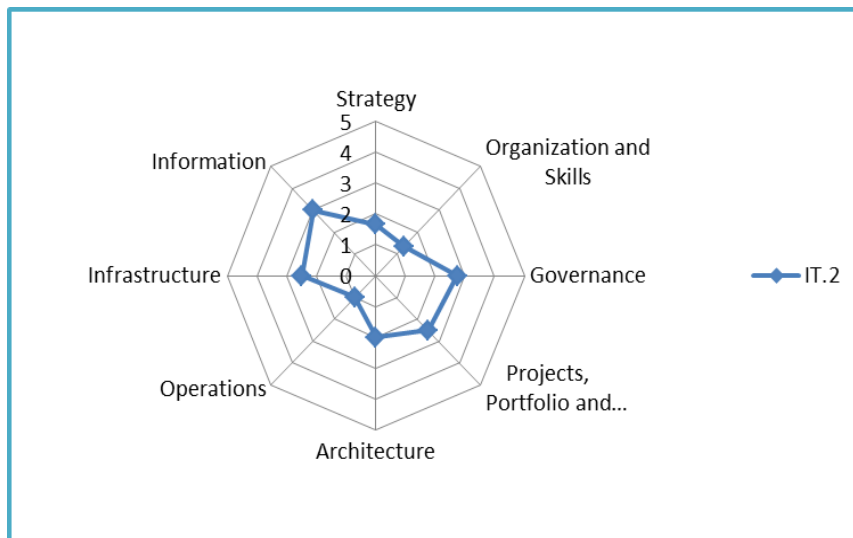 Strategy
5
4
3
2
1
0
Organization and
Skills
Governance
Projects,
Portfolio and...
Architecture
Operations
Infrastructure
Information
IT.2